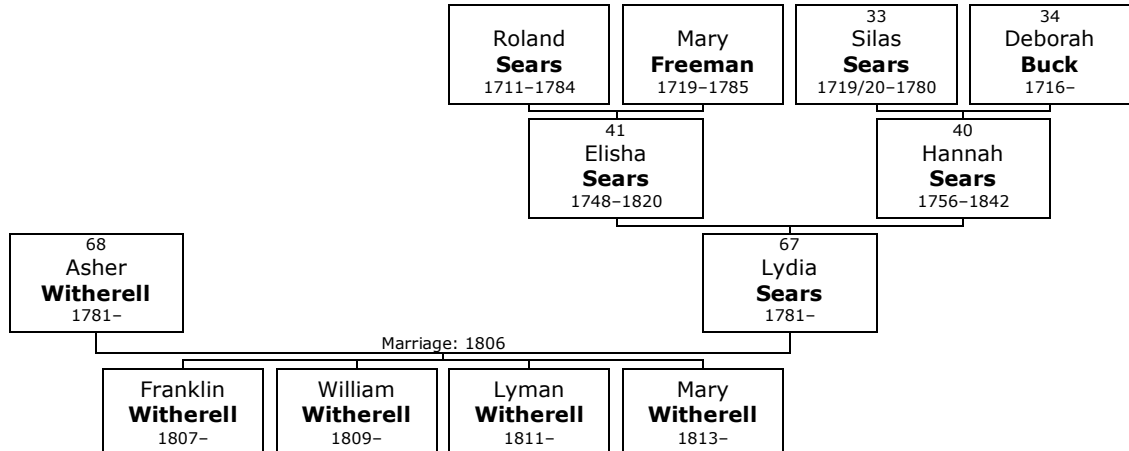 Roland
Sears
1711–1784
Mary
Freeman
1719–1785
33
Silas
Sears
1719/20–1780
34
Deborah
Buck
1716–
41
Elisha
Sears
1748–1820
40
Hannah
Sears
1756–1842
68
Asher
Witherell
1781–
67
Lydia
Sears
1781–
Marriage: 1806
Franklin
Witherell
1807–
William
Witherell
1809–
Lyman
Witherell
1811–
Mary
Witherell
1813–